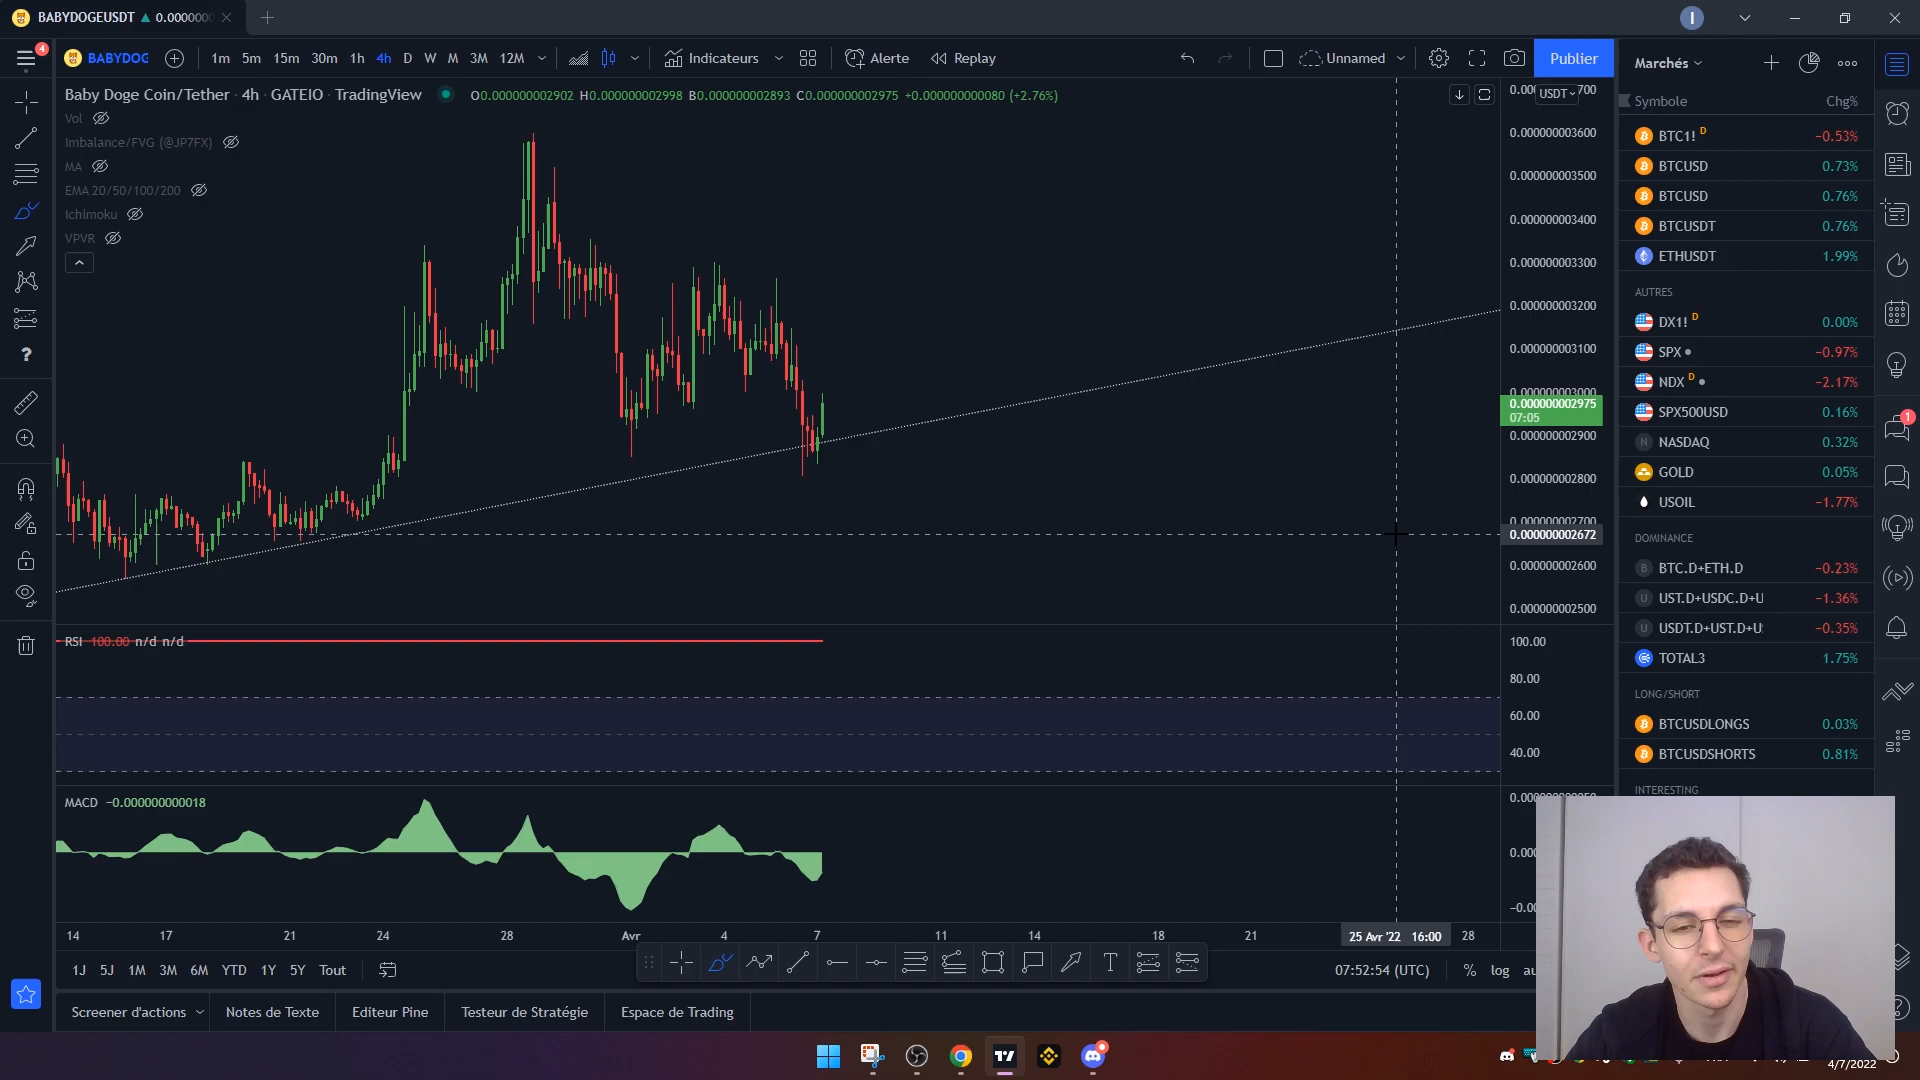 BABYDOGEUSDT ▲ 0.0000000
I
4
BABYDOG
1m 5m 15m 30m 1h 4h D W M 3M 12M
Indicateurs
Alerte
Replay
Unnamed
Publier
Baby Doge Coin/Tether · 4h · GATEIO · TradingView
O0.000000002902 H0.000000002998 B0.000000002893 C0.000000002975 +0.000000000080 (+2.76%)
Vol
Imbalance/FVG (@JP7FX)
MA
EMA 20/50/100/200
Ichimoku
VPVR
USDT
0.000000003600
0.000000003500
0.000000003400
0.000000003300
0.000000003200
0.000000003100
0.000000003000
0.000000002975
07:05
0.000000002900
0.000000002800
0.000000002700
0.000000002672
0.000000002600
0.000000002500
RSI 100.00 n/d n/d
100.00
80.00
60.00
40.00
MACD −0.000000000018
14 17 21 24 28 Avr 4 7 11 14 18 21 25 Avr '22 16:00 28
1J 5J 1M 3M 6M YTD 1Y 5Y Tout
T
07:52:54 (UTC)
% log
Screener d'actions
Notes de Texte
Editeur Pine
Testeur de Stratégie
Espace de Trading
Marchés
Symbole Chg%
BTC1! D −0.53%
BTCUSD 0.73%
BTCUSD 0.76%
BTCUSDT 0.76%
ETHUSDT 1.99%
AUTRES
DX1! D 0.00%
SPX −0.97%
NDX D −2.17%
SPX500USD 0.16%
N NASDAQ 0.32%
GOLD 0.05%
USOIL −1.77%
DOMINANCE
B BTC.D+ETH.D −0.23%
U UST.D+USDC.D+U −1.36%
U USDT.D+UST.D+U: −0.35%
TOTAL3 1.75%
LONG/SHORT
BTCUSDLONGS 0.03%
BTCUSDSHORTS 0.81%
INTERESTING
1
4/7/2022